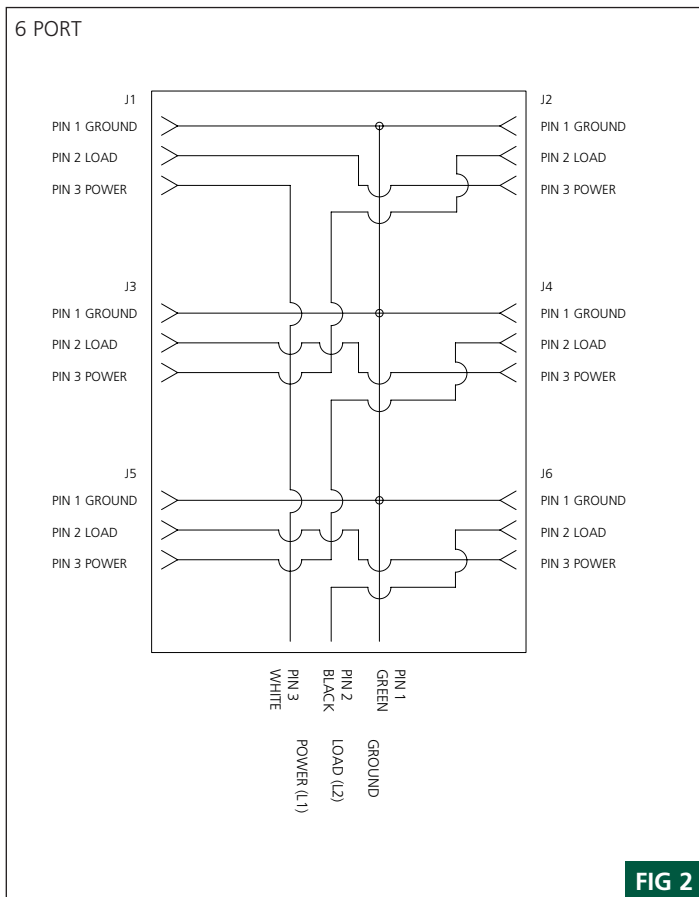 6 PORT
J1
J2
PIN 1 GROUND
PIN 1 GROUND
PIN 2 LOAD
PIN 2 LOAD
PIN 3 POWER
PIN 3 POWER
J3
J4
PIN 1 GROUND
PIN 1 GROUND
PIN 2 LOAD
PIN 2 LOAD
PIN 3 POWER
PIN 3 POWER
J5
J6
PIN 1 GROUND
PIN 1 GROUND
PIN 2 LOAD
PIN 2 LOAD
PIN 3 POWER
PIN 3 POWER
PIN 3
WHITE
POWER (L1)
PIN 2
BLACK
LOAD (L2)
PIN 1
GREEN
GROUND
FIG 2